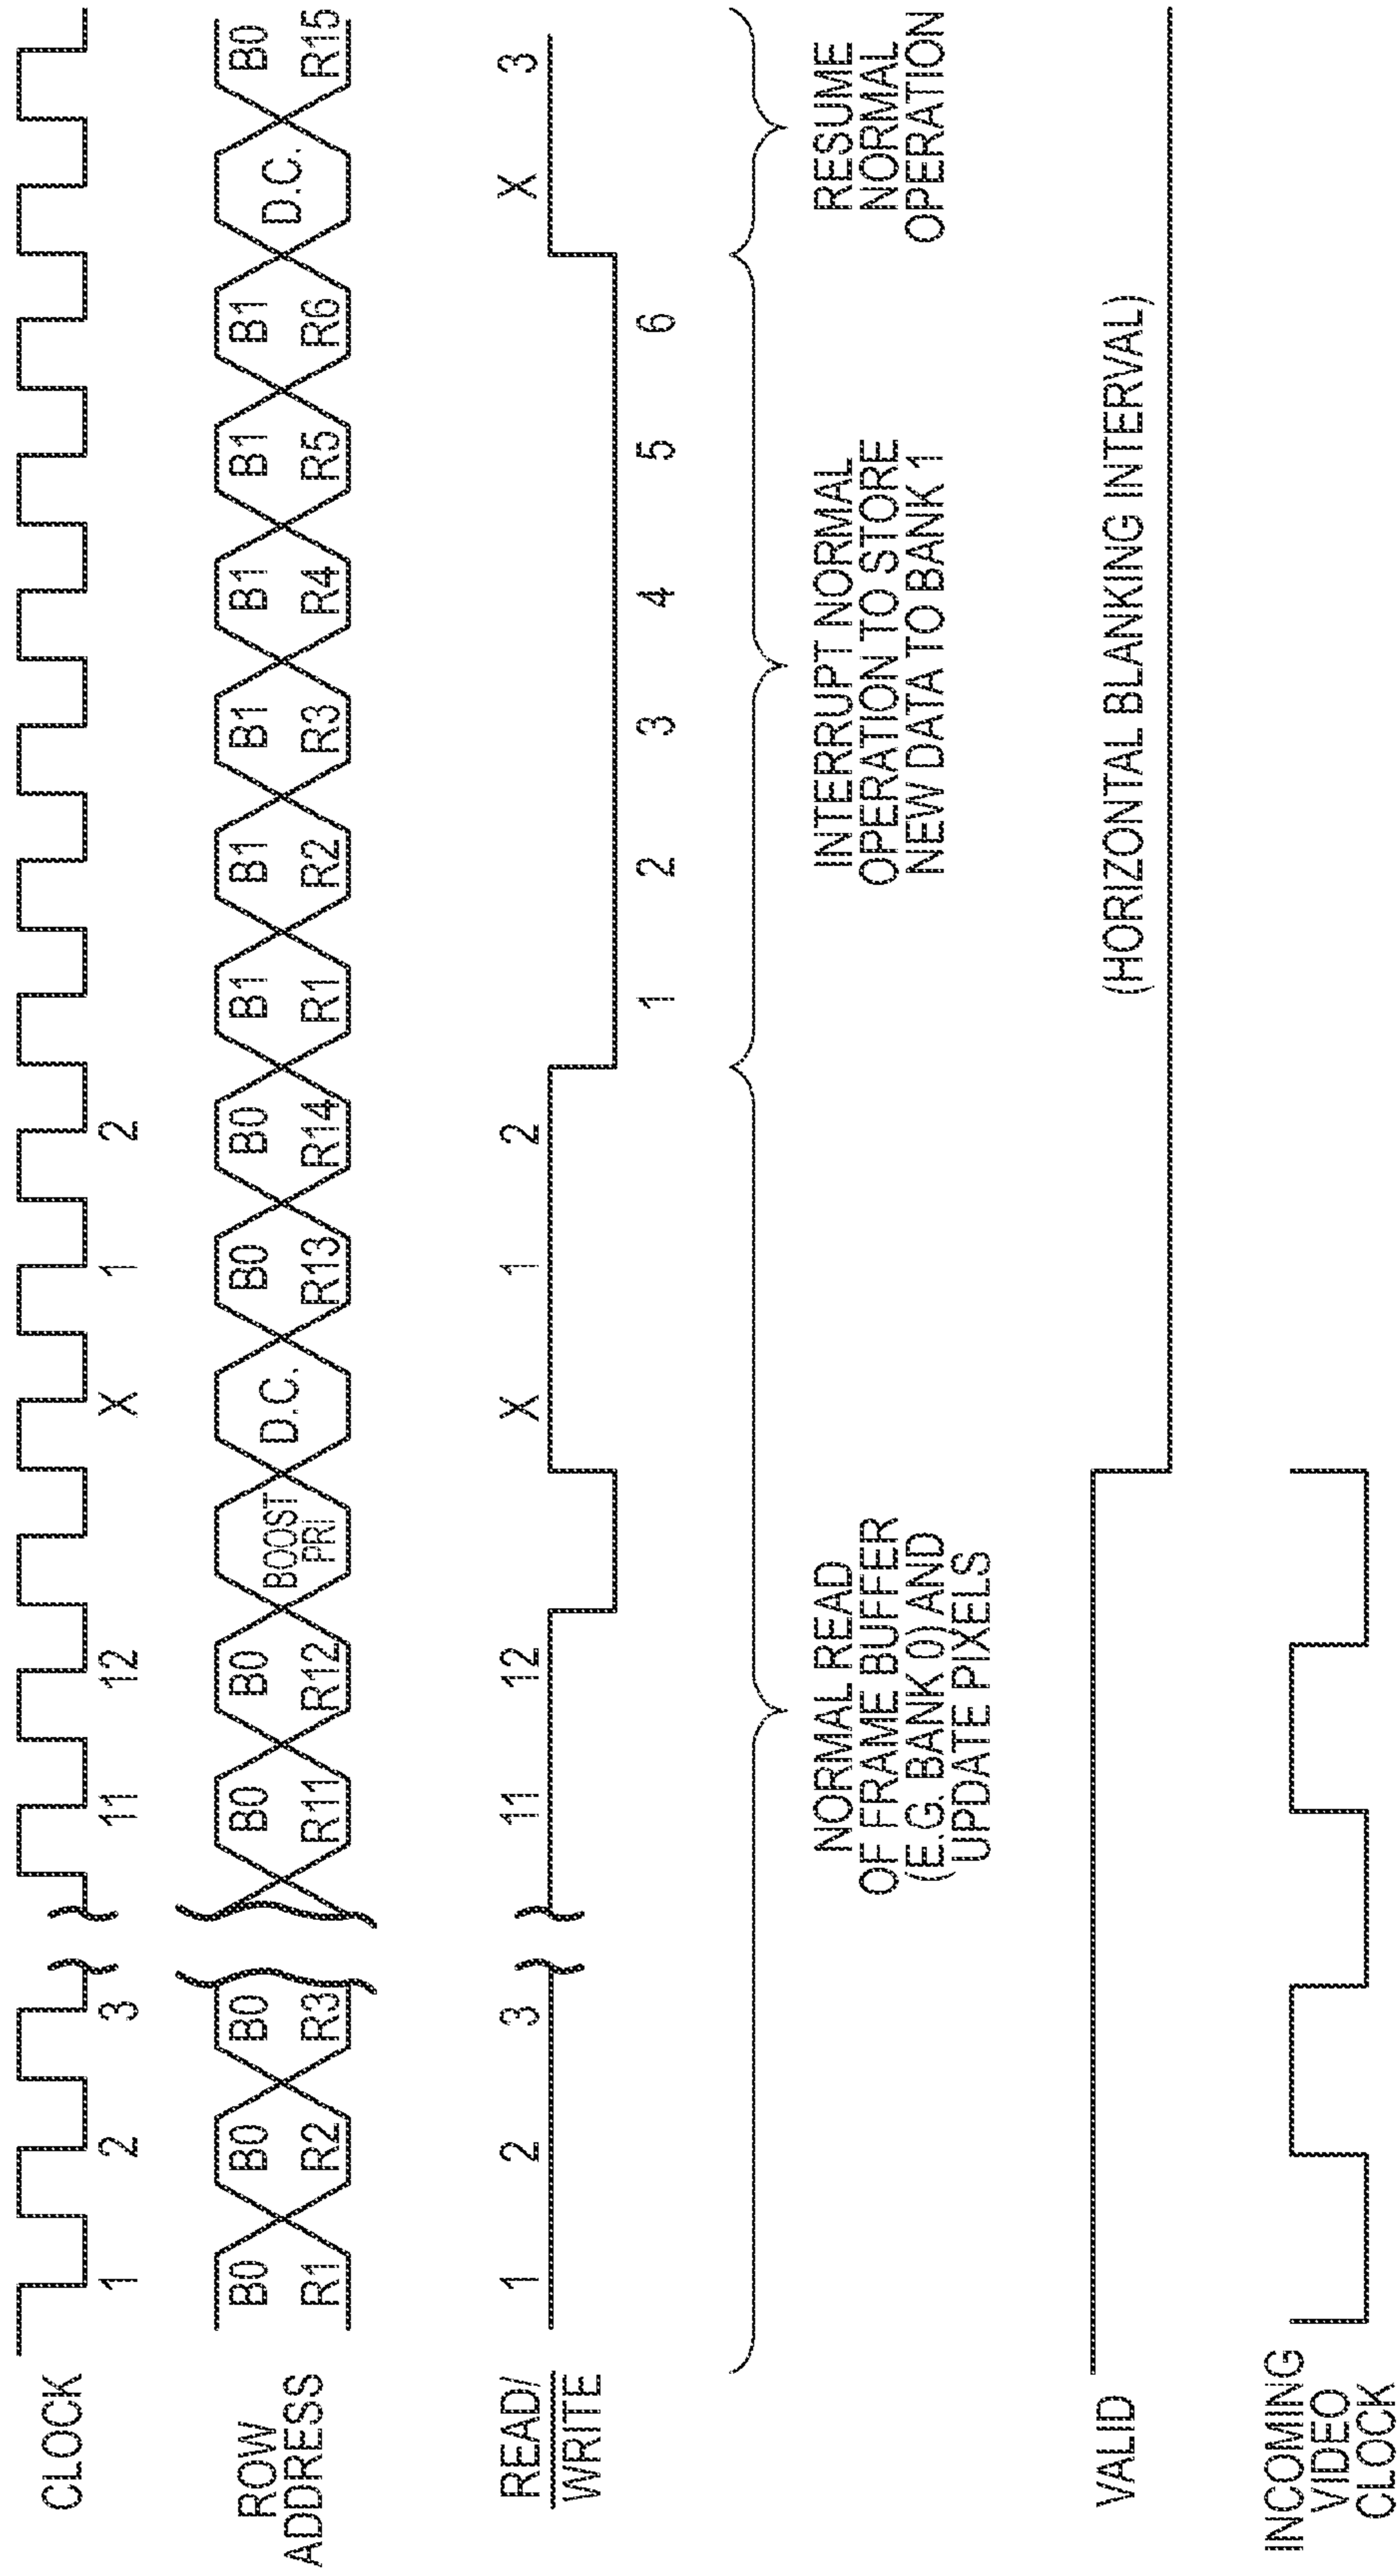 CLOCK
1 2 3 11 12 X 1 2
ROW
ADDRESS
B0 B0 B0 B0 B0 BOOST D.C. B0 B0 B1 B1 B1 B1 B1 B1 D.C. B0
R1 R2 R3 R11 R12 PRI R13 R14 R1 R2 R3 R4 R5 R6 R15
READ/
WRITE
1 2 3 11 12 X 1 2 X 3
1 2 3 4 5 6
NORMAL READ
OF FRAME BUFFER
(E.G. BANK 0) AND
UPDATE PIXELS
INTERRUPT NORMAL
OPERATION TO STORE
NEW DATA TO BANK 1
RESUME
NORMAL
OPERATION
VALID
(HORIZONTAL BLANKING INTERVAL)
INCOMING
VIDEO
CLOCK